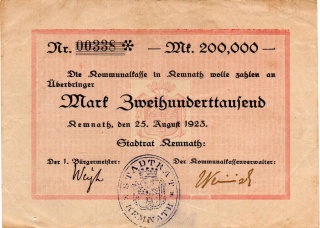 Nr. 00338 ※ — Mk. 200,000 —
Die Kommunalkasse in Kemnath wolle zahlen an
Überbringer
Mark Zweihunderttausend
Kemnath, den 25. August 1923.
Stadtrat Kemnath:
Der 1. Bürgermeister: Der Kommunalkassenverwalter:
STADTRAT
KEMNATH